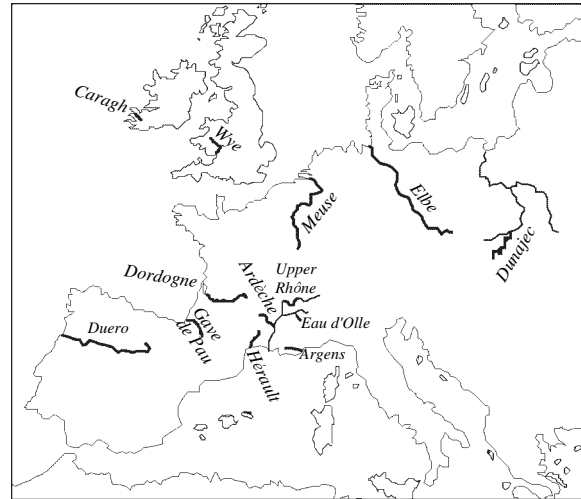 Caragh
Wye
Meuse
Elbe
Dunajec
Dordogne
Ardèche
Upper
Rhône
Duero
Gave
de Pau
Eau d'Olle
Hérault
Argens